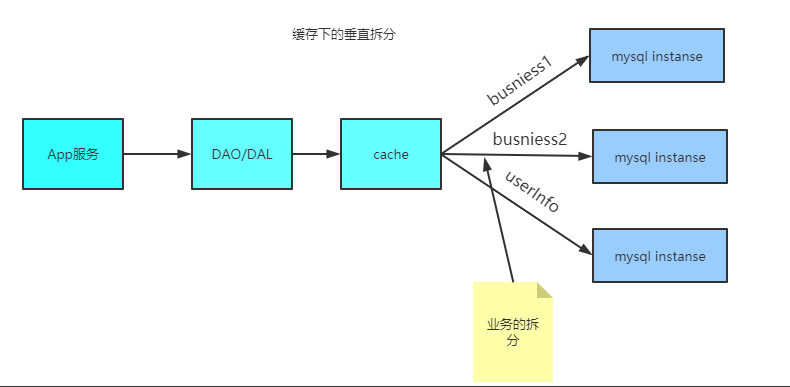 缓存下的垂直拆分
mysql instanse
busniess1
App服务
DAO/DAL
cache
busniess2
mysql instanse
userInfo
mysql instanse
业务的拆
分